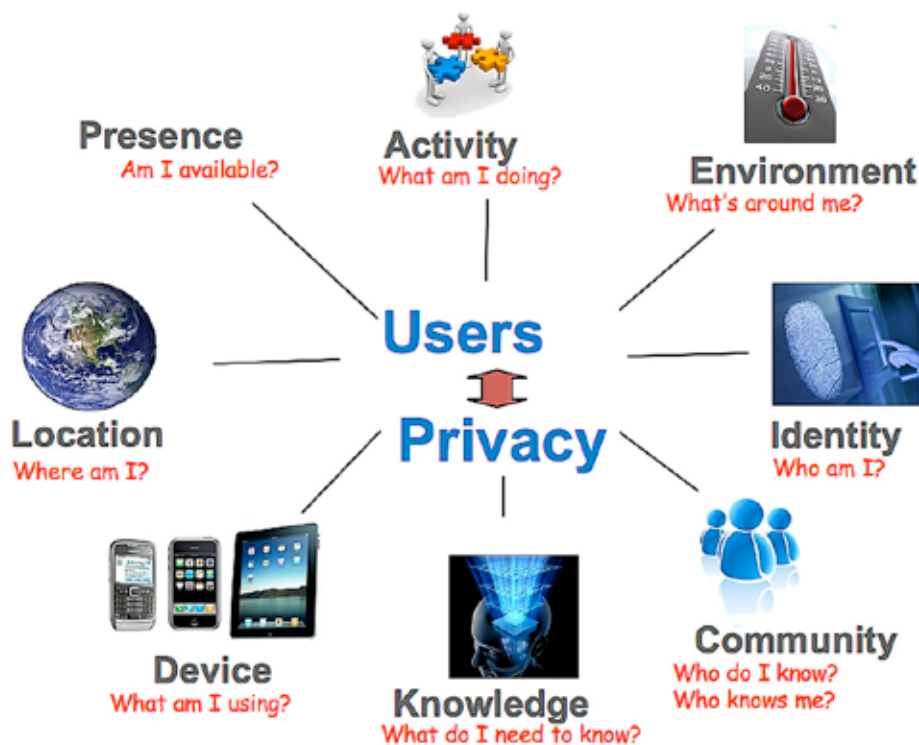 Presence
Am I available?
Activity
What am I doing?
Environment
What's around me?
Users
Privacy
Location
Where am I?
Identity
Who am I?
Device
What am I using?
Knowledge
What do I need to know?
Community
Who do I know?
Who knows me?